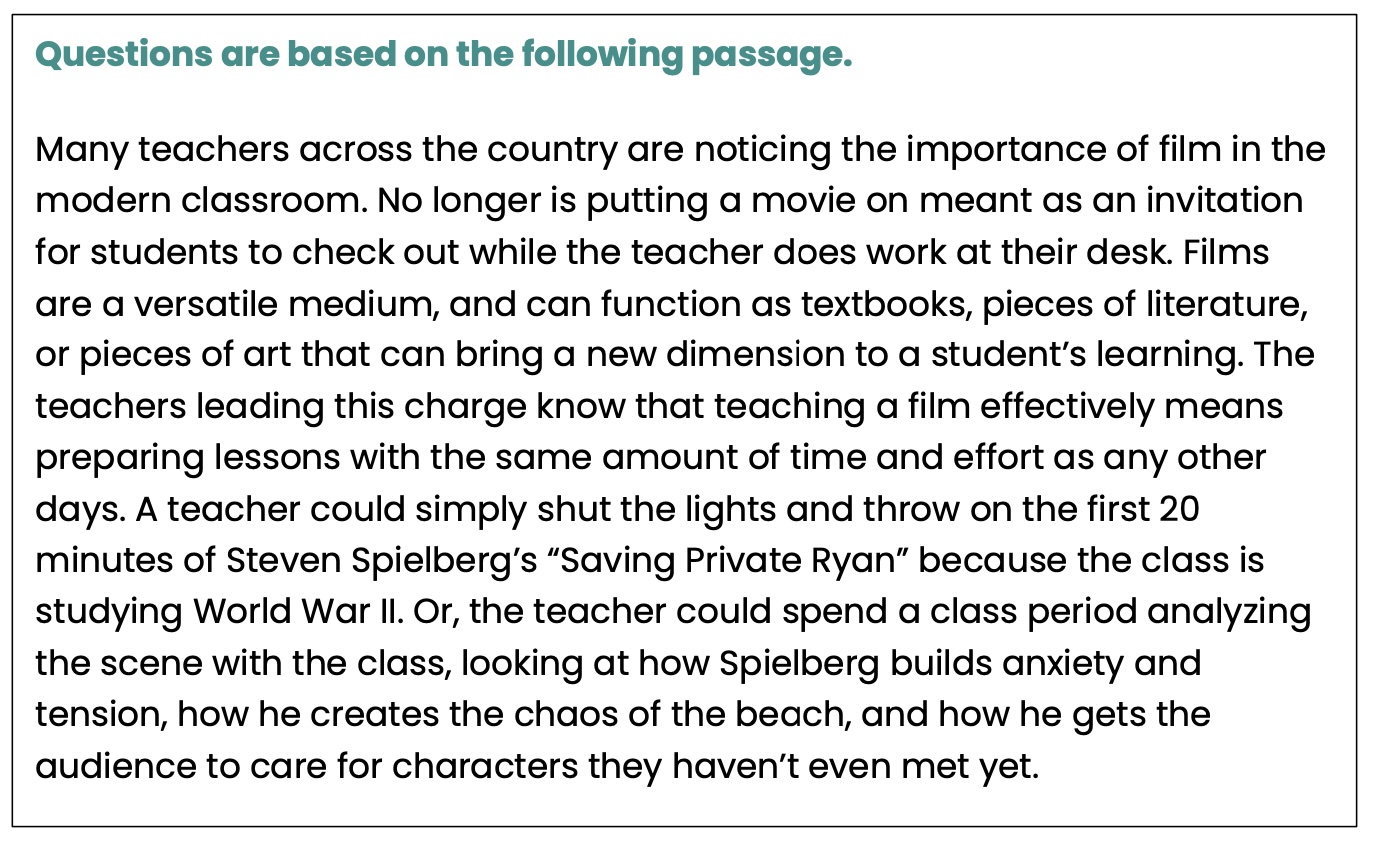 Questions are based on the following passage.
Many teachers across the country are noticing the importance of film in the
modern classroom. No longer is putting a movie on meant as an invitation
for students to check out while the teacher does work at their desk. Films
are a versatile medium, and can function as textbooks, pieces of literature,
or pieces of art that can bring a new dimension to a student’s learning. The
teachers leading this charge know that teaching a film effectively means
preparing lessons with the same amount of time and effort as any other
days. A teacher could simply shut the lights and throw on the first 20
minutes of Steven Spielberg’s “Saving Private Ryan” because the class is
studying World War II. Or, the teacher could spend a class period analyzing
the scene with the class, looking at how Spielberg builds anxiety and
tension, how he creates the chaos of the beach, and how he gets the
audience to care for characters they haven’t even met yet.